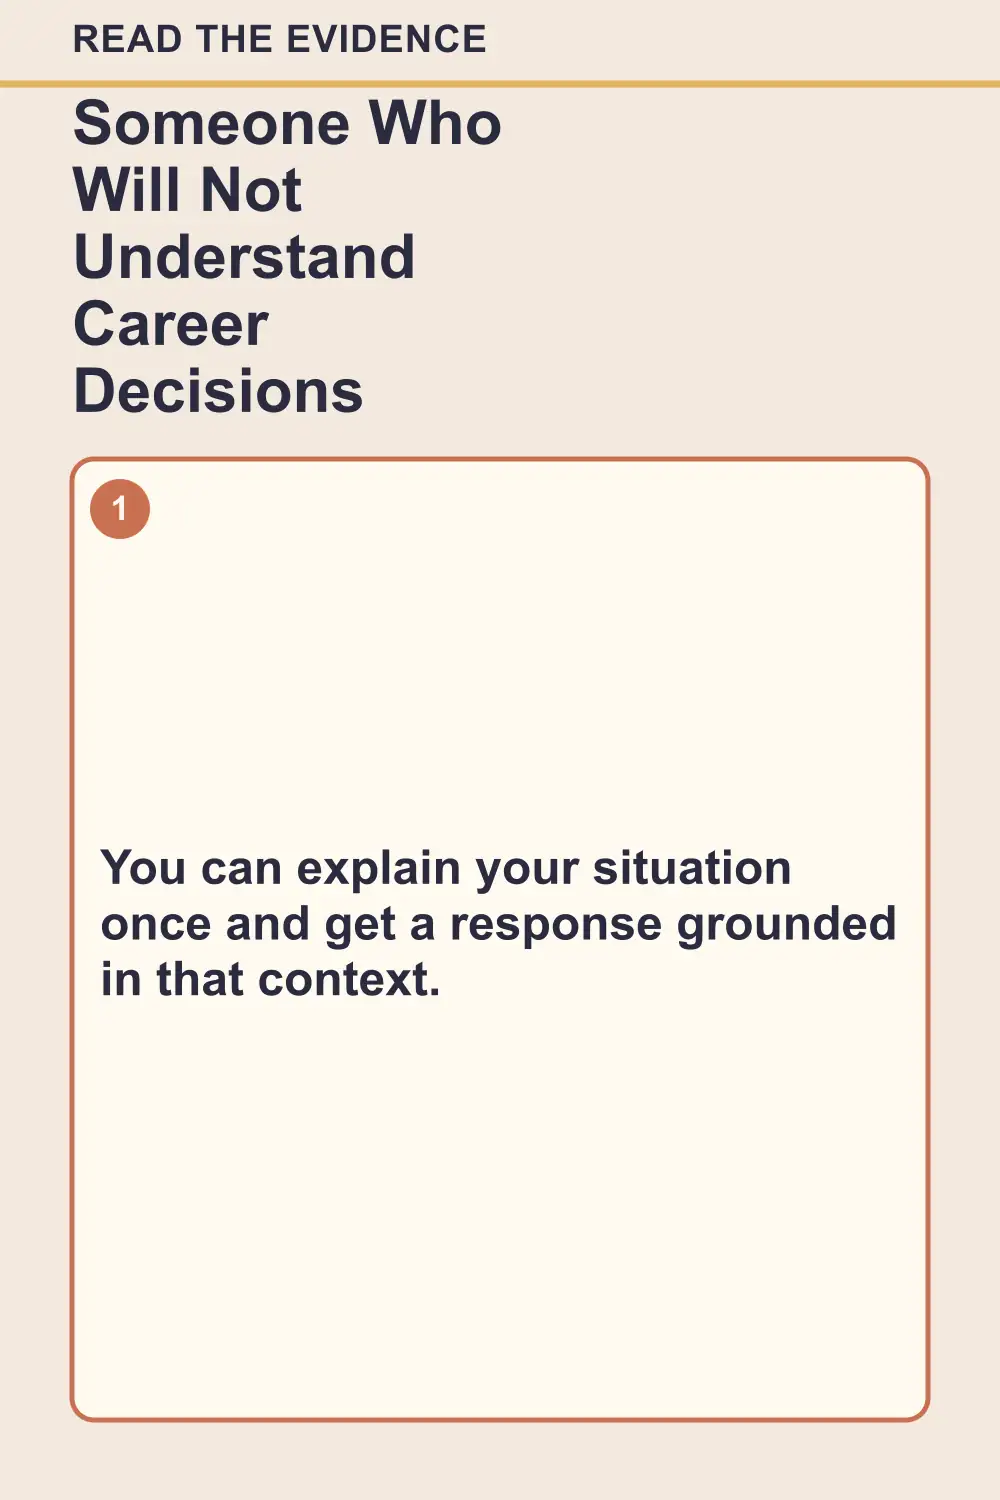 READ THE EVIDENCE
Someone Who
Will Not
Understand
Career
Decisions
1
You can explain your situation
once and get a response grounded
in that context.